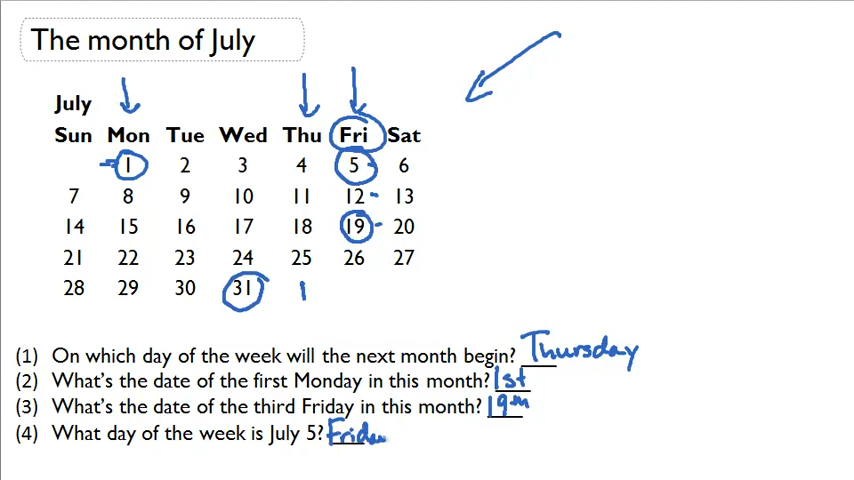 The month of July
July
Sun Mon Tue Wed Thu Fri Sat
1 2 3 4 5 6
7 8 9 10 11 12 13
14 15 16 17 18 19 20
21 22 23 24 25 26 27
28 29 30 31 1
(1) On which day of the week will the next month begin? Thursday
(2) What's the date of the first Monday in this month? 1st
(3) What's the date of the third Friday in this month? 19th
(4) What day of the week is July 5? Friday